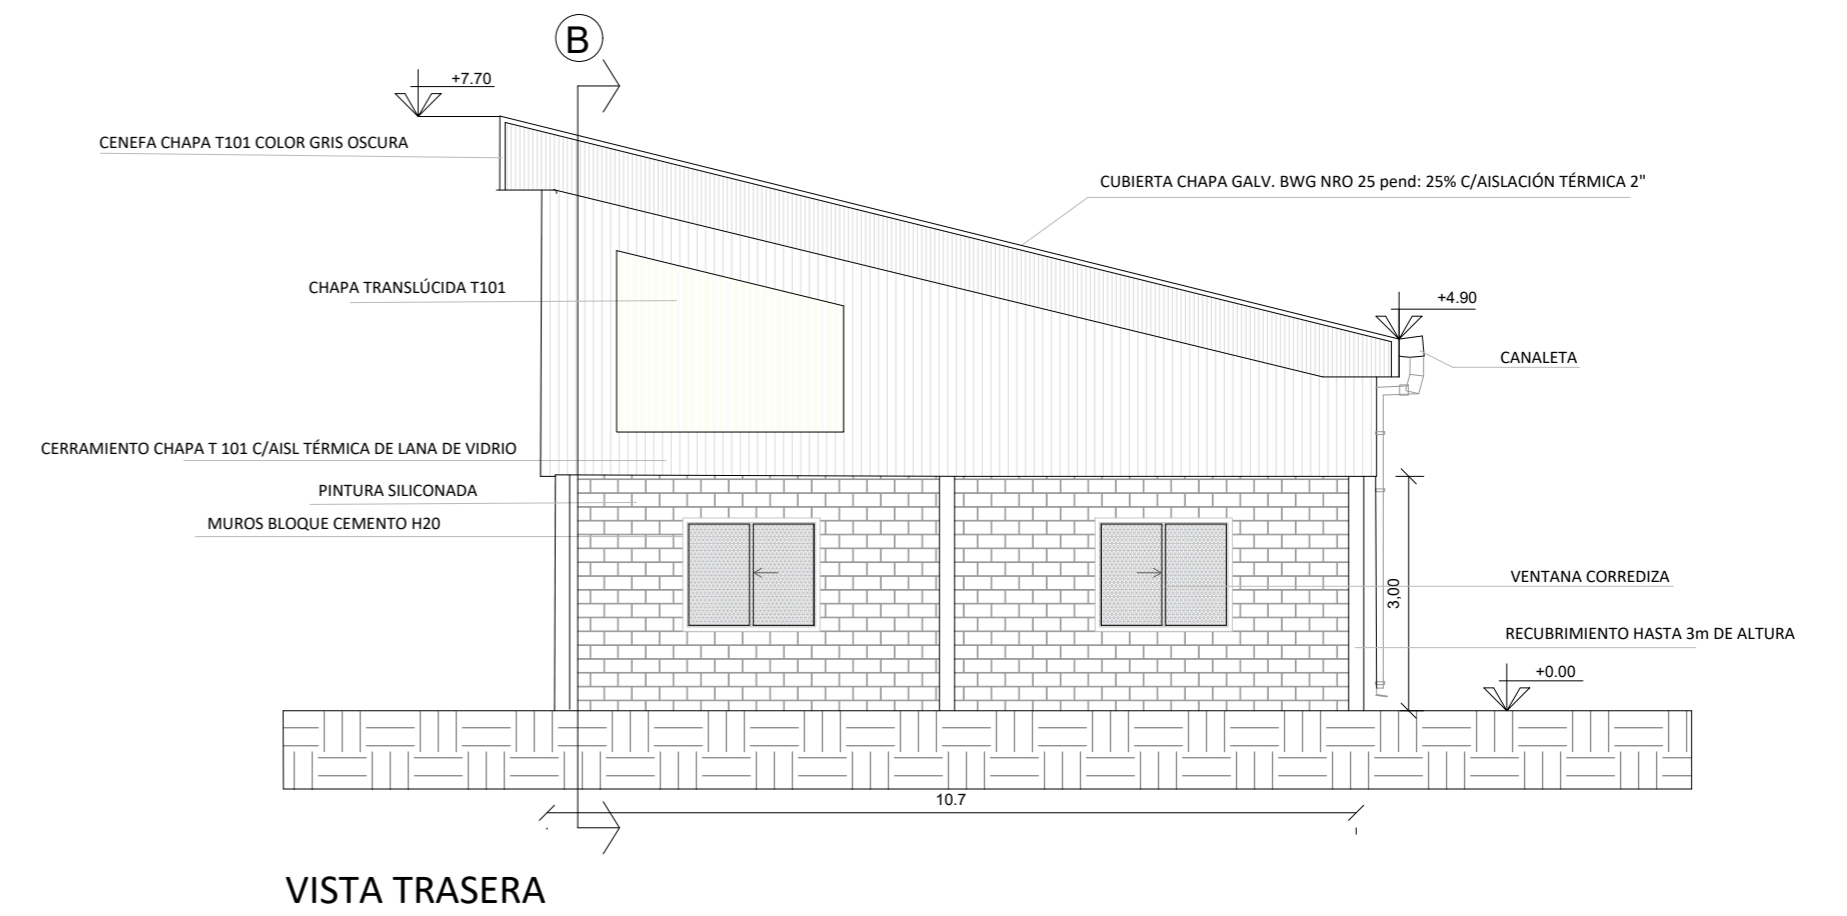 B
+7.70
CENEFA CHAPA T101 COLOR GRIS OSCURA
CUBIERTA CHAPA GALV. BWG NRO 25 pend: 25% C/AISLACIÓN TÉRMICA 2"
CHAPA TRANSLÚCIDA T101
+4.90
CANALETA
CERRAMIENTO CHAPA T 101 C/AISL TÉRMICA DE LANA DE VIDRIO
PINTURA SILICONADA
MUROS BLOQUE CEMENTO H20
VENTANA CORREDIZA
3,00
RECUBRIMIENTO HASTA 3m DE ALTURA
+0.00
10.7
VISTA TRASERA